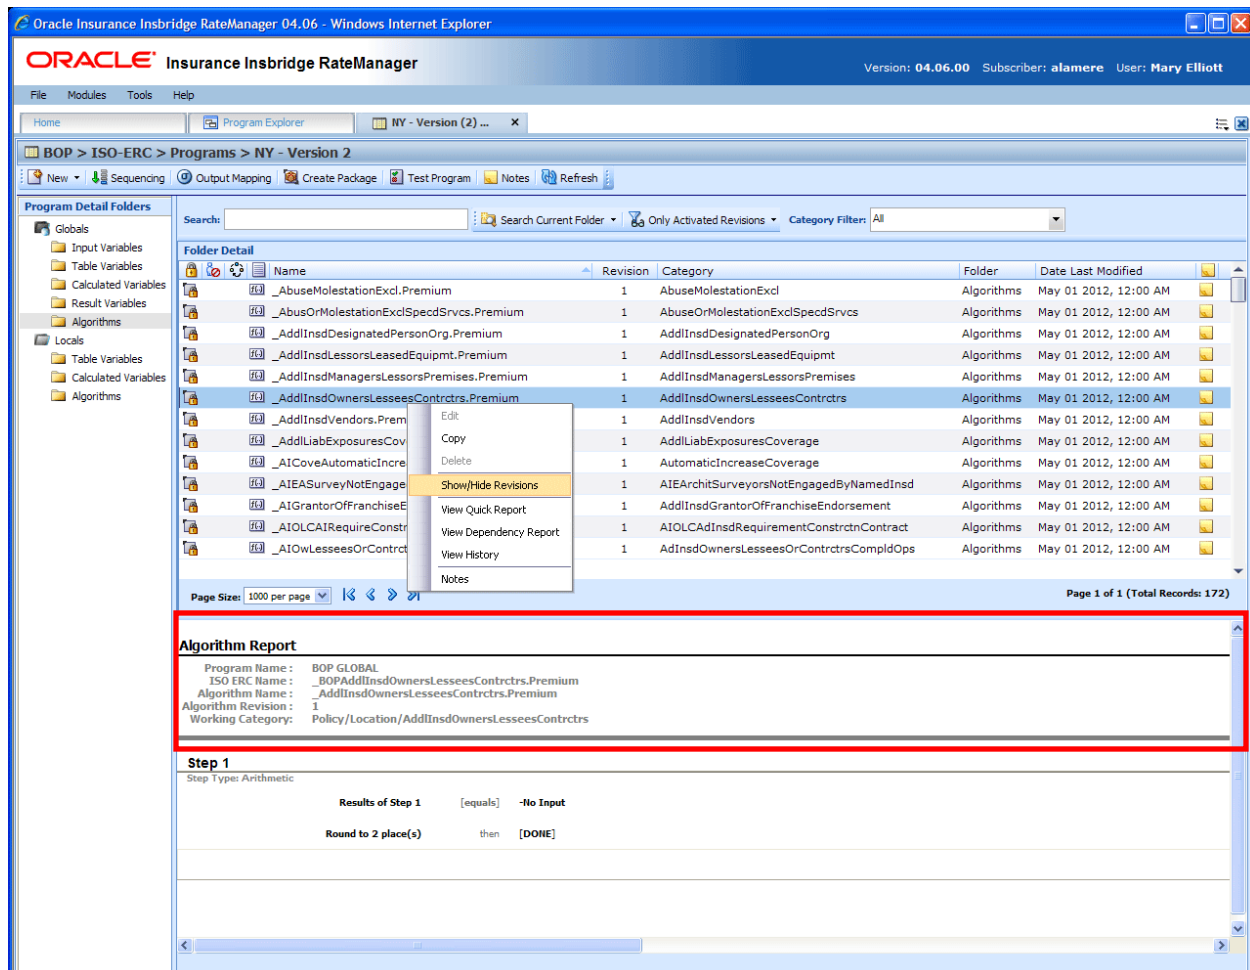 Oracle Insurance Insbridge RateManager 04.06 - Windows Internet Explorer
ORACLE Insurance Insbridge RateManager
Version: 04.06.00 Subscriber: alamere User: Mary Elliott
File Modules Tools Help
Home Program Explorer NY - Version (2) ... X
BOP > ISO-ERC > Programs > NY - Version 2
New Sequencing Output Mapping Create Package Test Program Notes Refresh
Program Detail Folders
Globals
Input Variables
Table Variables
Calculated Variables
Result Variables
Algorithms
Locals
Table Variables
Calculated Variables
Algorithms
Search: Search Current Folder Only Activated Revisions Category Filter: All
Folder Detail
Name Revision Category Folder Date Last Modified
_AbuseMolestationExcl.Premium 1 AbuseMolestationExcl Algorithms May 01 2012, 12:00 AM
_AbusOrMolestationExclSpecdSrvcs.Premium 1 AbuseOrMolestationExclSpecdSrvcs Algorithms May 01 2012, 12:00 AM
_AddlInsdDesignatedPersonOrg.Premium 1 AddlInsdDesignatedPersonOrg Algorithms May 01 2012, 12:00 AM
_AddlInsdLessorsLeasedEquipmt.Premium 1 AddlInsdLessorsLeasedEquipmt Algorithms May 01 2012, 12:00 AM
_AddlInsdManagersLessorsPremises.Premium 1 AddlInsdManagersLessorsPremises Algorithms May 01 2012, 12:00 AM
_AddlInsdOwnersLesseesContrctrs.Premium 1 AddlInsdOwnersLesseesContrctrs Algorithms May 01 2012, 12:00 AM
_AddlInsdVendors.Prem 1 AddlInsdVendors Algorithms May 01 2012, 12:00 AM
_AddlLiabExposuresCov 1 AddlLiabExposuresCoverage Algorithms May 01 2012, 12:00 AM
_AICoveAutomaticIncre 1 AutomaticIncreaseCoverage Algorithms May 01 2012, 12:00 AM
_AIEASurveyNotEngage 1 AIEArchitSurveyorsNotEngagedByNamedInsd Algorithms May 01 2012, 12:00 AM
_AIGrantorOfFranchiseE 1 AddlInsdGrantorOfFranchiseEndorsement Algorithms May 01 2012, 12:00 AM
_AIOLCAIRequireConstr 1 AIOLCAdInsdRequirementConstrctnContract Algorithms May 01 2012, 12:00 AM
_AIOwLesseesOrContrct 1 AdInsdOwnersLesseesOrContrctrsCompldOps Algorithms May 01 2012, 12:00 AM
Edit
Copy
Delete
Show/Hide Revisions
View Quick Report
View Dependency Report
View History
Notes
Page Size: 1000 per page Page 1 of 1 (Total Records: 172)
Algorithm Report
Program Name : BOP GLOBAL
ISO ERC Name : _BOPAddlInsdOwnersLesseesContrctrs.Premium
Algorithm Name : _AddlInsdOwnersLesseesContrctrs.Premium
Algorithm Revision : 1
Working Category: Policy/Location/AddlInsdOwnersLesseesContrctrs
Step 1
Step Type: Arithmetic
Results of Step 1 [equals] -No Input
Round to 2 place(s) then [DONE]